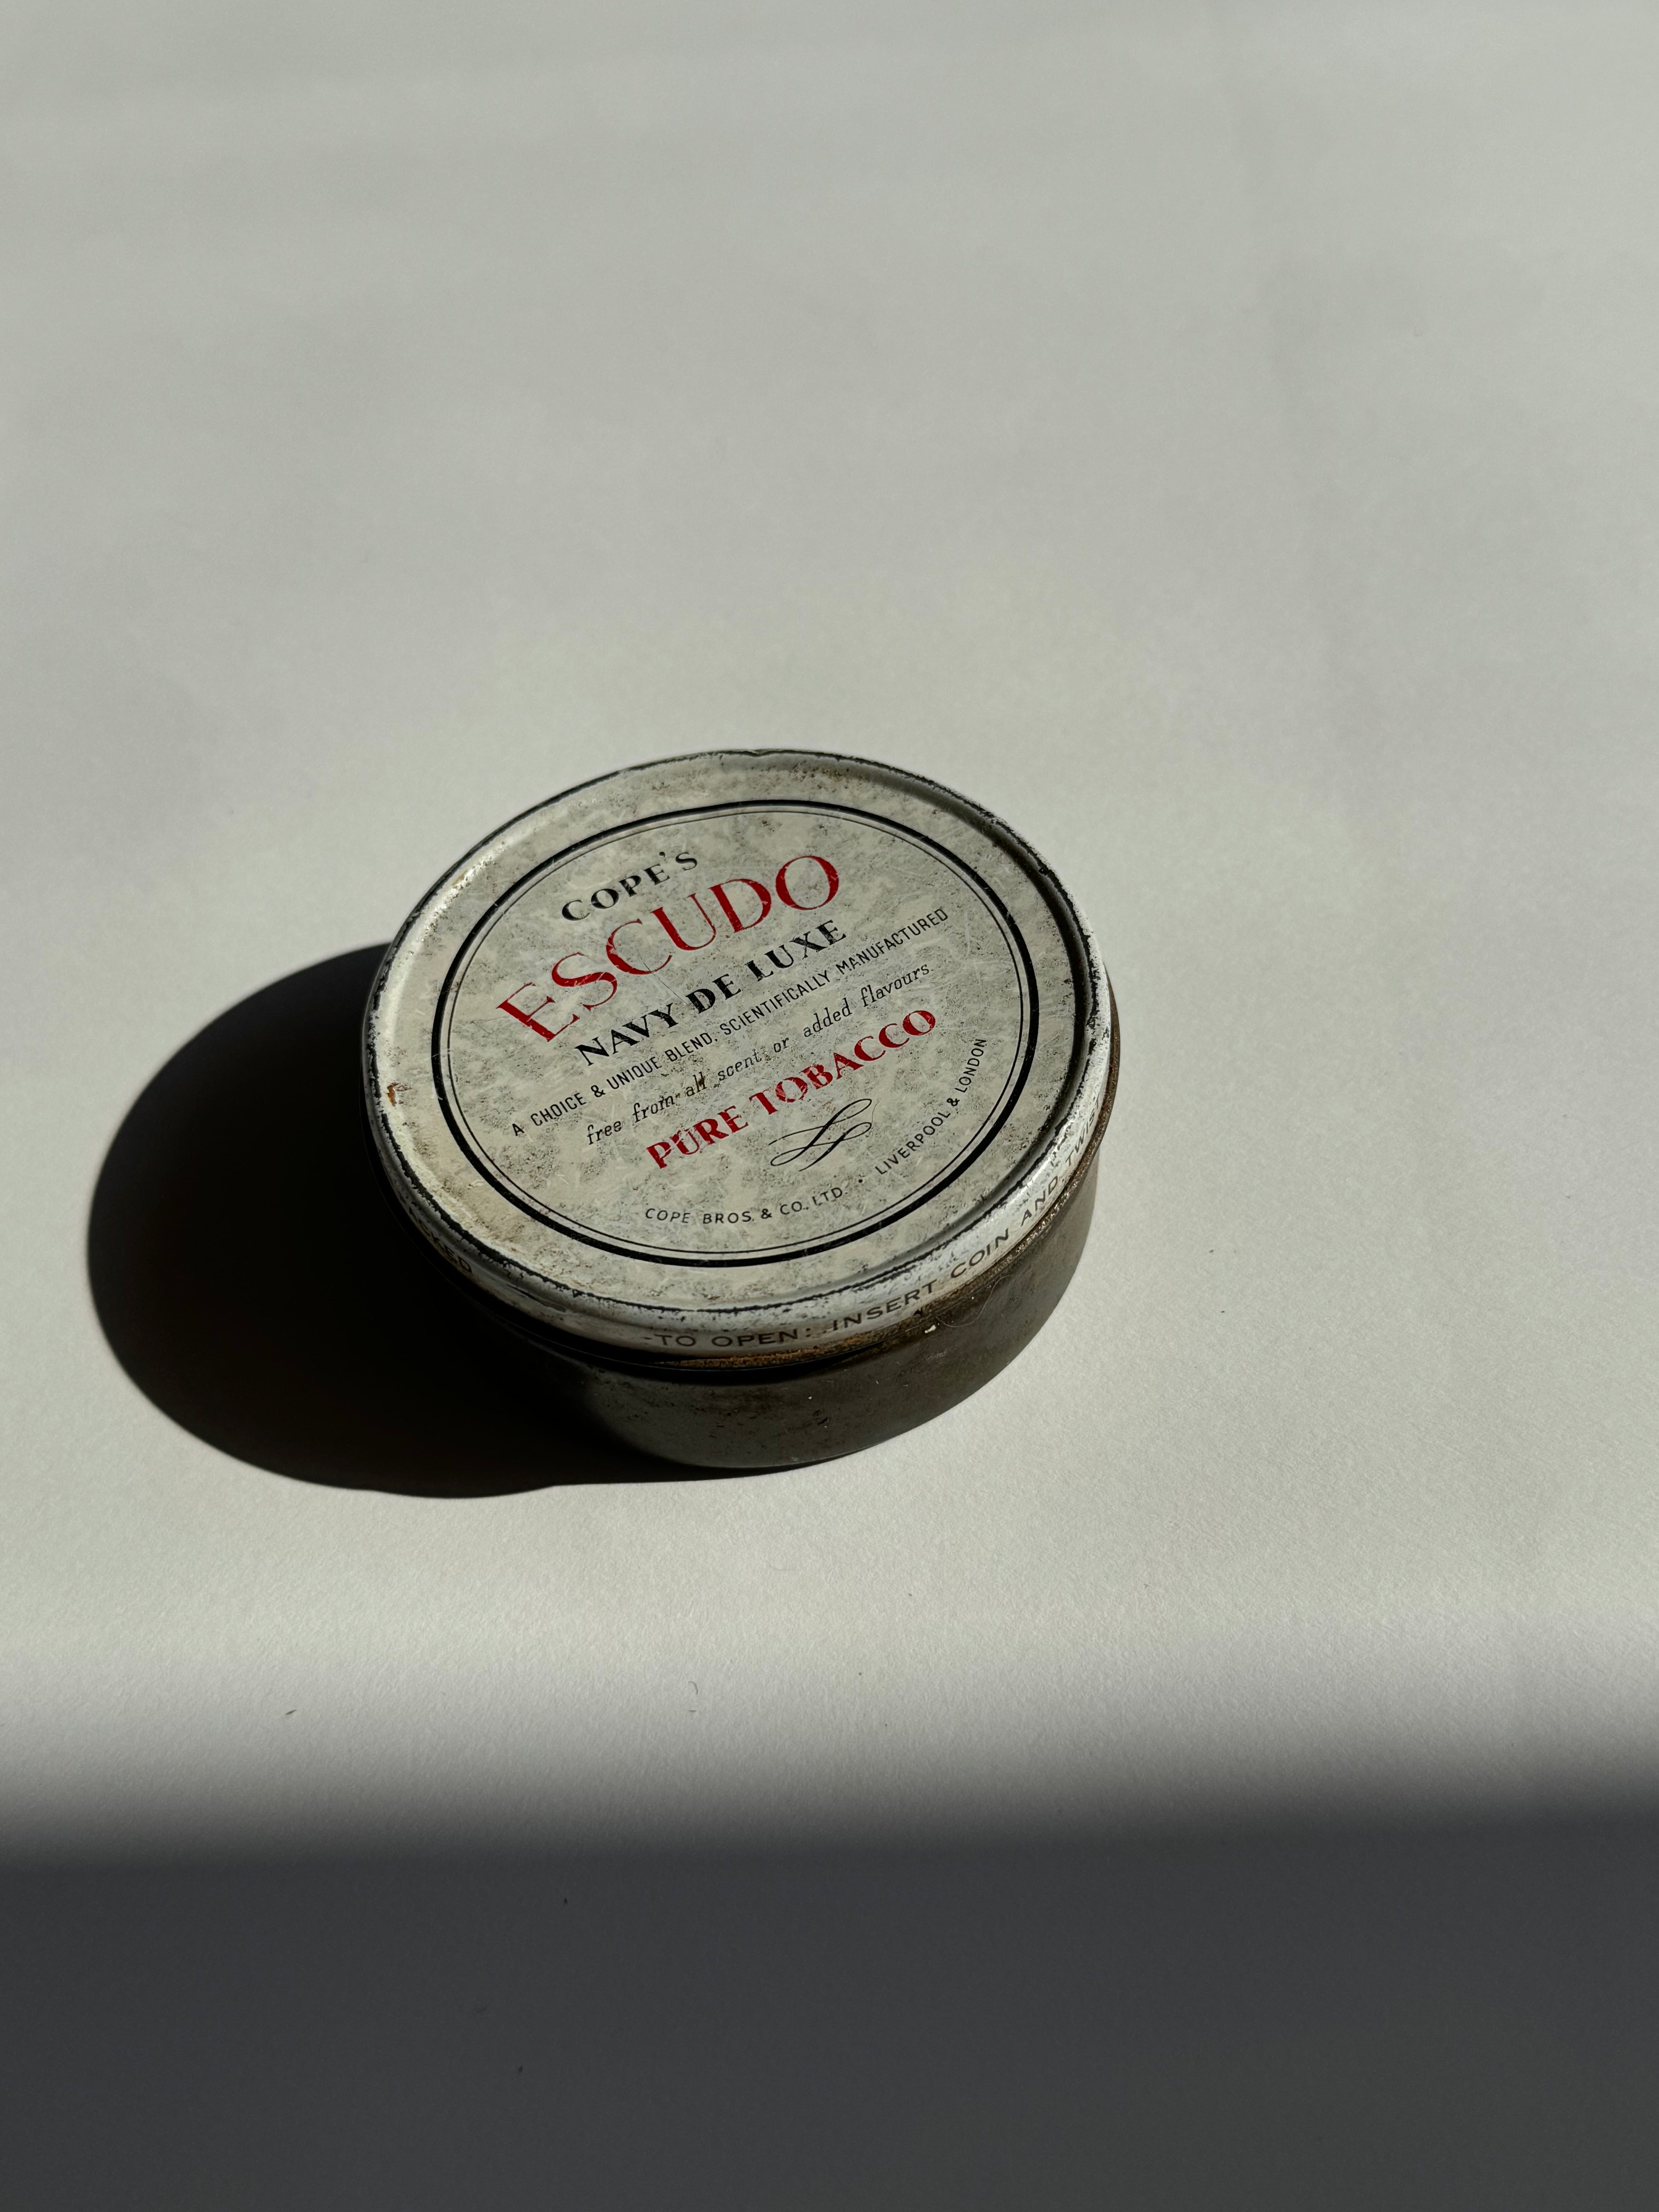 COPE'S
ESCUDO
NAVY DE LUXE
A CHOICE & UNIQUE BLEND, SCIENTIFICALLY MANUFACTURED
free from all scent or added flavours.
PURE TOBACCO
COPE BROS. & CO. LTD. · LIVERPOOL & LONDON
-TO OPEN: INSERT COIN AND